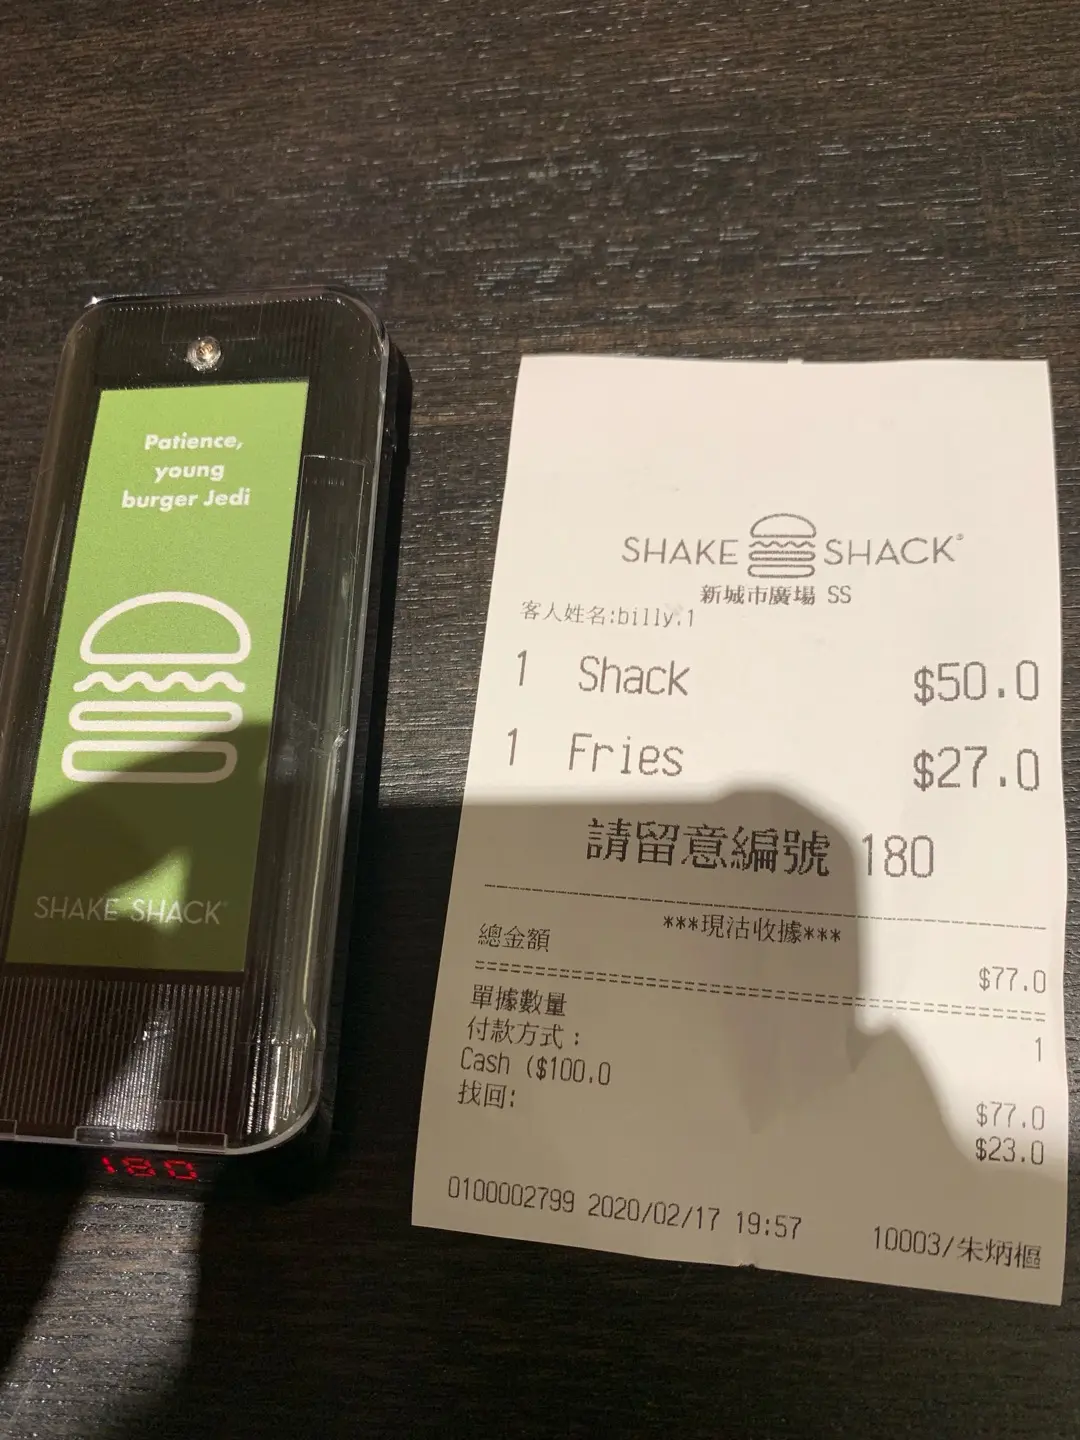 Patience,
young
burger Jedi
SHAKE SHACK
180
SHAKE SHACK
新城市廣場 SS
客人姓名:billy.1
1 Shack $50.0
1 Fries $27.0
請留意編號 180
***現沽收據***
總金額 $77.0
單據數量 1
付款方式：
Cash ($100.0 $77.0
找回: $23.0
0100002799 2020/02/17 19:57 10003/朱炳樞